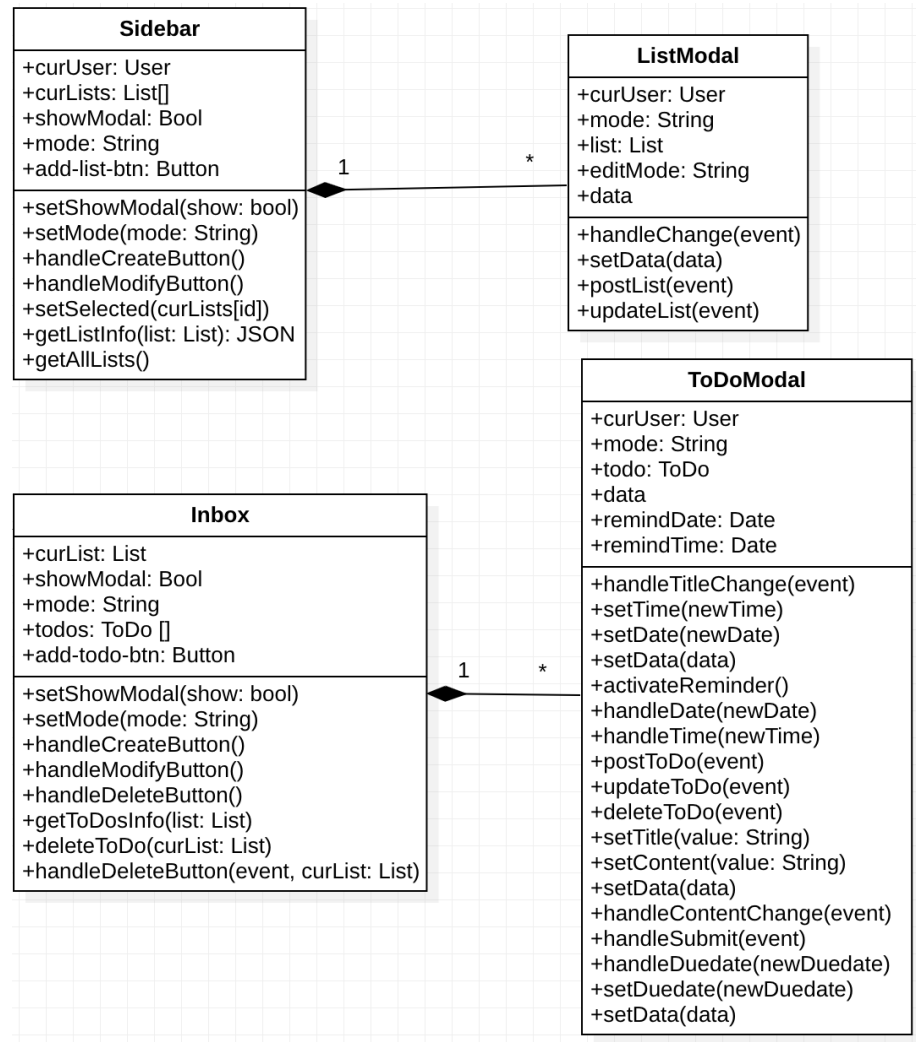 Sidebar
+curUser: User
+curLists: List[]
+showModal: Bool
+mode: String
+add-list-btn: Button
+setShowModal(show: bool)
+setMode(mode: String)
+handleCreateButton()
+handleModifyButton()
+setSelected(curLists[id])
+getListInfo(list: List): JSON
+getAllLists()
1
*
ListModal
+curUser: User
+mode: String
+list: List
+editMode: String
+data
+handleChange(event)
+setData(data)
+postList(event)
+updateList(event)
Inbox
+curList: List
+showModal: Bool
+mode: String
+todos: ToDo []
+add-todo-btn: Button
+setShowModal(show: bool)
+setMode(mode: String)
+handleCreateButton()
+handleModifyButton()
+handleDeleteButton()
+getToDosInfo(list: List)
+deleteToDo(curList: List)
+handleDeleteButton(event, curList: List)
1
*
ToDoModal
+curUser: User
+mode: String
+todo: ToDo
+data
+remindDate: Date
+remindTime: Date
+handleTitleChange(event)
+setTime(newTime)
+setDate(newDate)
+setData(data)
+activateReminder()
+handleDate(newDate)
+handleTime(newTime)
+postToDo(event)
+updateToDo(event)
+deleteToDo(event)
+setTitle(value: String)
+setContent(value: String)
+setData(data)
+handleContentChange(event)
+handleSubmit(event)
+handleDuedate(newDuedate)
+setDuedate(newDuedate)
+setData(data)